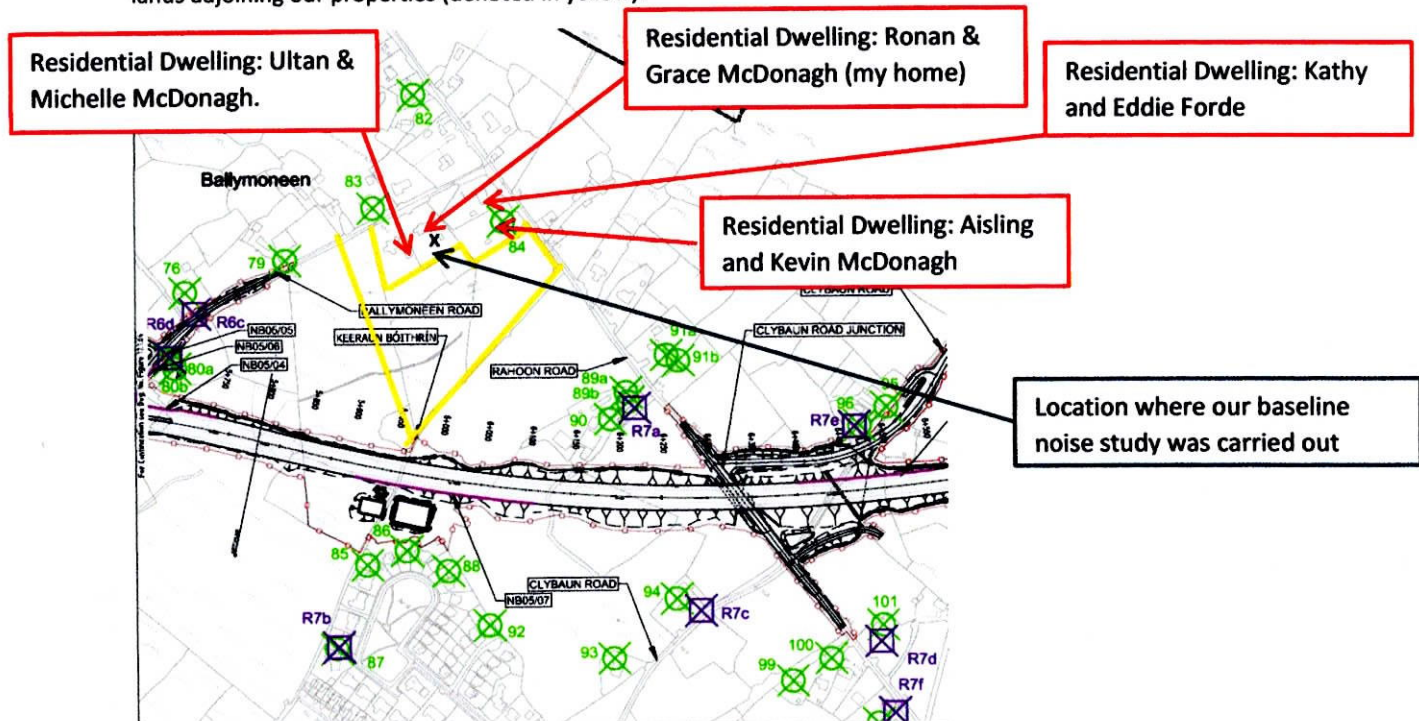 Residential Dwelling: Ultan &
Michelle McDonagh.
Residential Dwelling: Ronan &
Grace McDonagh (my home)
Residential Dwelling: Kathy
and Eddie Forde
Residential Dwelling: Aisling
and Kevin McDonagh
Location where our baseline
noise study was carried out
82
Ballymoneen
83
X
84
79
76
R6d
R6c
BALLYMONEEN ROAD
NB05/05
NB05/06
NB05/04
80a
80b
KEERAUN BÓITHRÍN
RAHOON ROAD
CLYBAUN ROAD
CLYBAUN ROAD JUNCTION
91a
91b
89a
89b
90
R7a
R7e
96
95
86
85
88
CLYBAUN ROAD
NB05/07
R7b
87
92
94
R7c
93
101
R7d
100
99
R7f